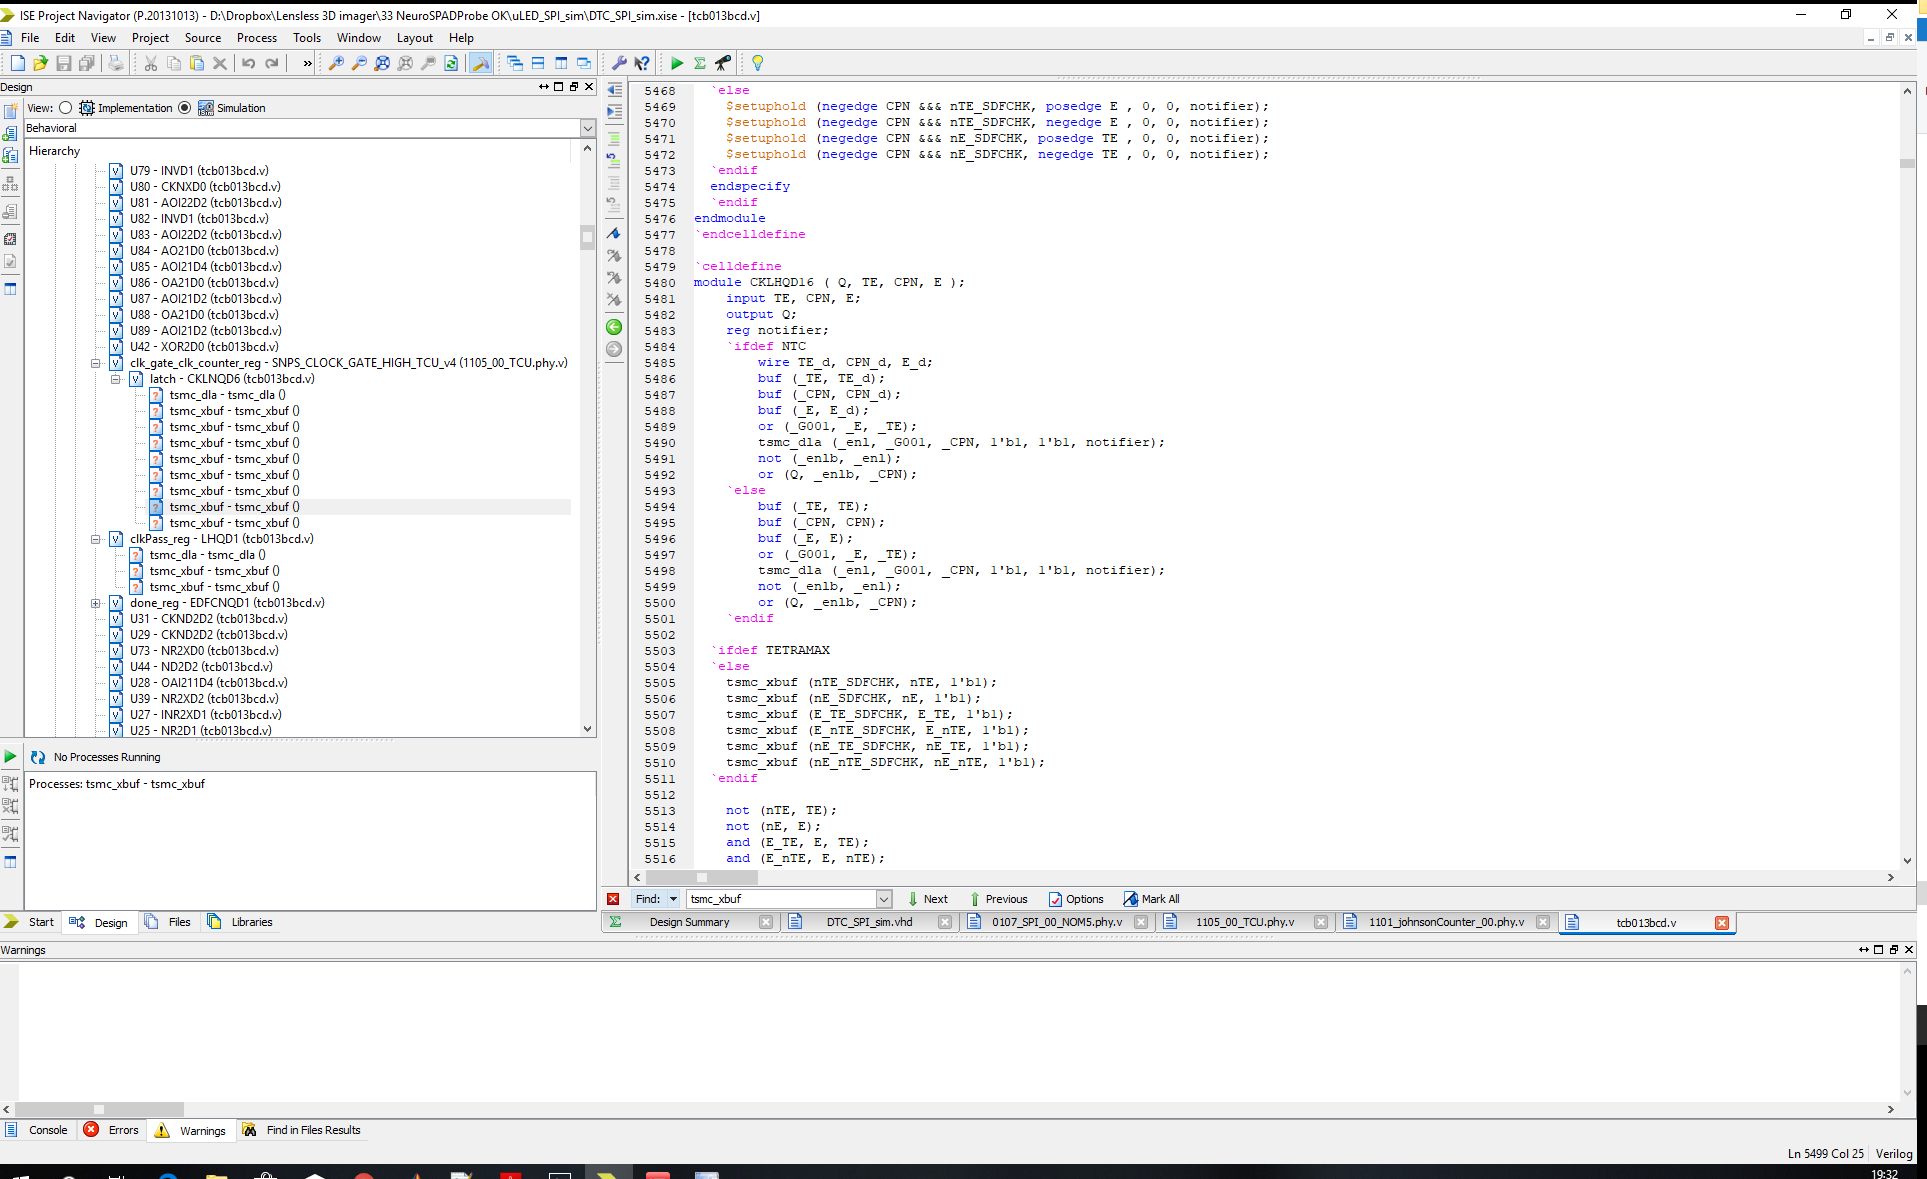 ISE Project Navigator (P.20131013) - D:\Dropbox\Lensless 3D imager\33 NeuroSPADProbe OK\uLED_SPI_sim\DTC_SPI_sim.xise - [tcb013bcd.v]
File Edit View Project Source Process Tools Window Layout Help
Design
View: Implementation Simulation
Behavioral
Hierarchy
U79 - INVD1 (tcb013bcd.v)
U80 - CKNXD0 (tcb013bcd.v)
U81 - AOI22D2 (tcb013bcd.v)
U82 - INVD1 (tcb013bcd.v)
U83 - AOI22D2 (tcb013bcd.v)
U84 - AO21D0 (tcb013bcd.v)
U85 - AOI21D4 (tcb013bcd.v)
U86 - OA21D0 (tcb013bcd.v)
U87 - AOI21D2 (tcb013bcd.v)
U88 - OA21D0 (tcb013bcd.v)
U89 - AOI21D2 (tcb013bcd.v)
U42 - XOR2D0 (tcb013bcd.v)
clk_gate_clk_counter_reg - SNPS_CLOCK_GATE_HIGH_TCU_v4 (1105_00_TCU.phy.v)
latch - CKLNQD6 (tcb013bcd.v)
tsmc_dla - tsmc_dla ()
tsmc_xbuf - tsmc_xbuf ()
tsmc_xbuf - tsmc_xbuf ()
tsmc_xbuf - tsmc_xbuf ()
tsmc_xbuf - tsmc_xbuf ()
tsmc_xbuf - tsmc_xbuf ()
tsmc_xbuf - tsmc_xbuf ()
tsmc_xbuf - tsmc_xbuf ()
tsmc_xbuf - tsmc_xbuf ()
clkPass_reg - LHQD1 (tcb013bcd.v)
tsmc_dla - tsmc_dla ()
tsmc_xbuf - tsmc_xbuf ()
tsmc_xbuf - tsmc_xbuf ()
done_reg - EDFCNQD1 (tcb013bcd.v)
U31 - CKND2D2 (tcb013bcd.v)
U29 - CKND2D2 (tcb013bcd.v)
U73 - NR2XD0 (tcb013bcd.v)
U44 - ND2D2 (tcb013bcd.v)
U28 - OAI211D4 (tcb013bcd.v)
U39 - NR2XD2 (tcb013bcd.v)
U27 - INR2XD1 (tcb013bcd.v)
U25 - NR2D1 (tcb013bcd.v)
No Processes Running
Processes: tsmc_xbuf - tsmc_xbuf
Start Design Files Libraries
5468 `else
5469 $setuphold (negedge CPN &&& nTE_SDFCHK, posedge E , 0, 0, notifier);
5470 $setuphold (negedge CPN &&& nTE_SDFCHK, negedge E , 0, 0, notifier);
5471 $setuphold (negedge CPN &&& nE_SDFCHK, posedge TE , 0, 0, notifier);
5472 $setuphold (negedge CPN &&& nE_SDFCHK, negedge TE , 0, 0, notifier);
5473 `endif
5474 endspecify
5475 `endif
5476 endmodule
5477 `endcelldefine
5478
5479 `celldefine
5480 module CKLHQD16 ( Q, TE, CPN, E );
5481 input TE, CPN, E;
5482 output Q;
5483 reg notifier;
5484 `ifdef NTC
5485 wire TE_d, CPN_d, E_d;
5486 buf (_TE, TE_d);
5487 buf (_CPN, CPN_d);
5488 buf (_E, E_d);
5489 or (_G001, _E, _TE);
5490 tsmc_dla (_enl, _G001, _CPN, 1'b1, 1'b1, notifier);
5491 not (_enlb, _enl);
5492 or (Q, _enlb, _CPN);
5493 `else
5494 buf (_TE, TE);
5495 buf (_CPN, CPN);
5496 buf (_E, E);
5497 or (_G001, _E, _TE);
5498 tsmc_dla (_enl, _G001, _CPN, 1'b1, 1'b1, notifier);
5499 not (_enlb, _enl);
5500 or (Q, _enlb, _CPN);
5501 `endif
5502
5503 `ifdef TETRAMAX
5504 `else
5505 tsmc_xbuf (nTE_SDFCHK, nTE, 1'b1);
5506 tsmc_xbuf (nE_SDFCHK, nE, 1'b1);
5507 tsmc_xbuf (E_TE_SDFCHK, E_TE, 1'b1);
5508 tsmc_xbuf (E_nTE_SDFCHK, E_nTE, 1'b1);
5509 tsmc_xbuf (nE_TE_SDFCHK, nE_TE, 1'b1);
5510 tsmc_xbuf (nE_nTE_SDFCHK, nE_nTE, 1'b1);
5511 `endif
5512
5513 not (nTE, TE);
5514 not (nE, E);
5515 and (E_TE, E, TE);
5516 and (E_nTE, E, nTE);
Find: tsmc_xbuf Next Previous Options Mark All
Design Summary DTC_SPI_sim.vhd 0107_SPI_00_NOM5.phy.v 1105_00_TCU.phy.v 1101_johnsonCounter_00.phy.v tcb013bcd.v
Warnings
Console Errors Warnings Find in Files Results
Ln 5499 Col 25 Verilog
19:32